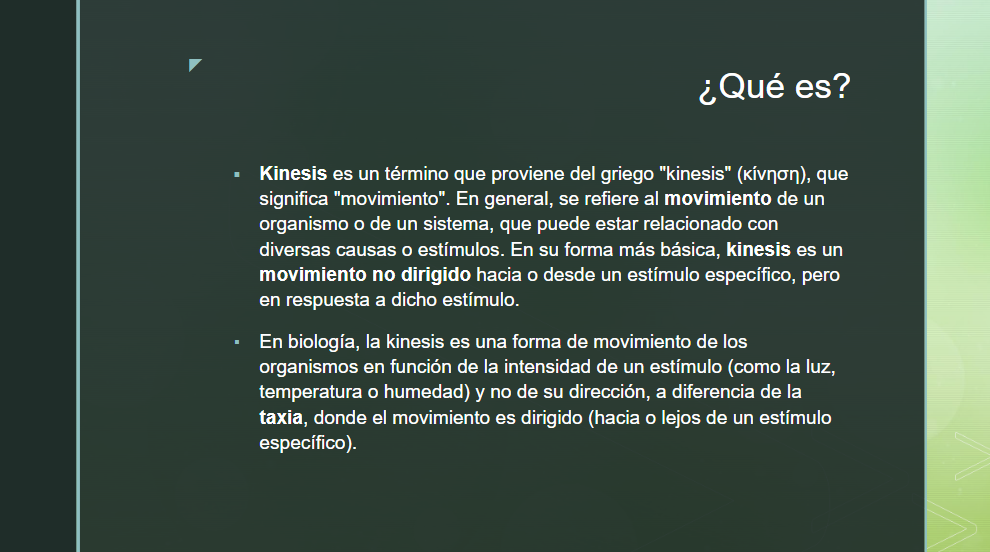 ¿Qué es?
Kinesis es un término que proviene del griego "kinesis" (κίνηση), que
significa "movimiento". En general, se refiere al movimiento de un
organismo o de un sistema, que puede estar relacionado con
diversas causas o estímulos. En su forma más básica, kinesis es un
movimiento no dirigido hacia o desde un estímulo específico, pero
en respuesta a dicho estímulo.
En biología, la kinesis es una forma de movimiento de los
organismos en función de la intensidad de un estímulo (como la luz,
temperatura o humedad) y no de su dirección, a diferencia de la
taxia, donde el movimiento es dirigido (hacia o lejos de un estímulo
específico).